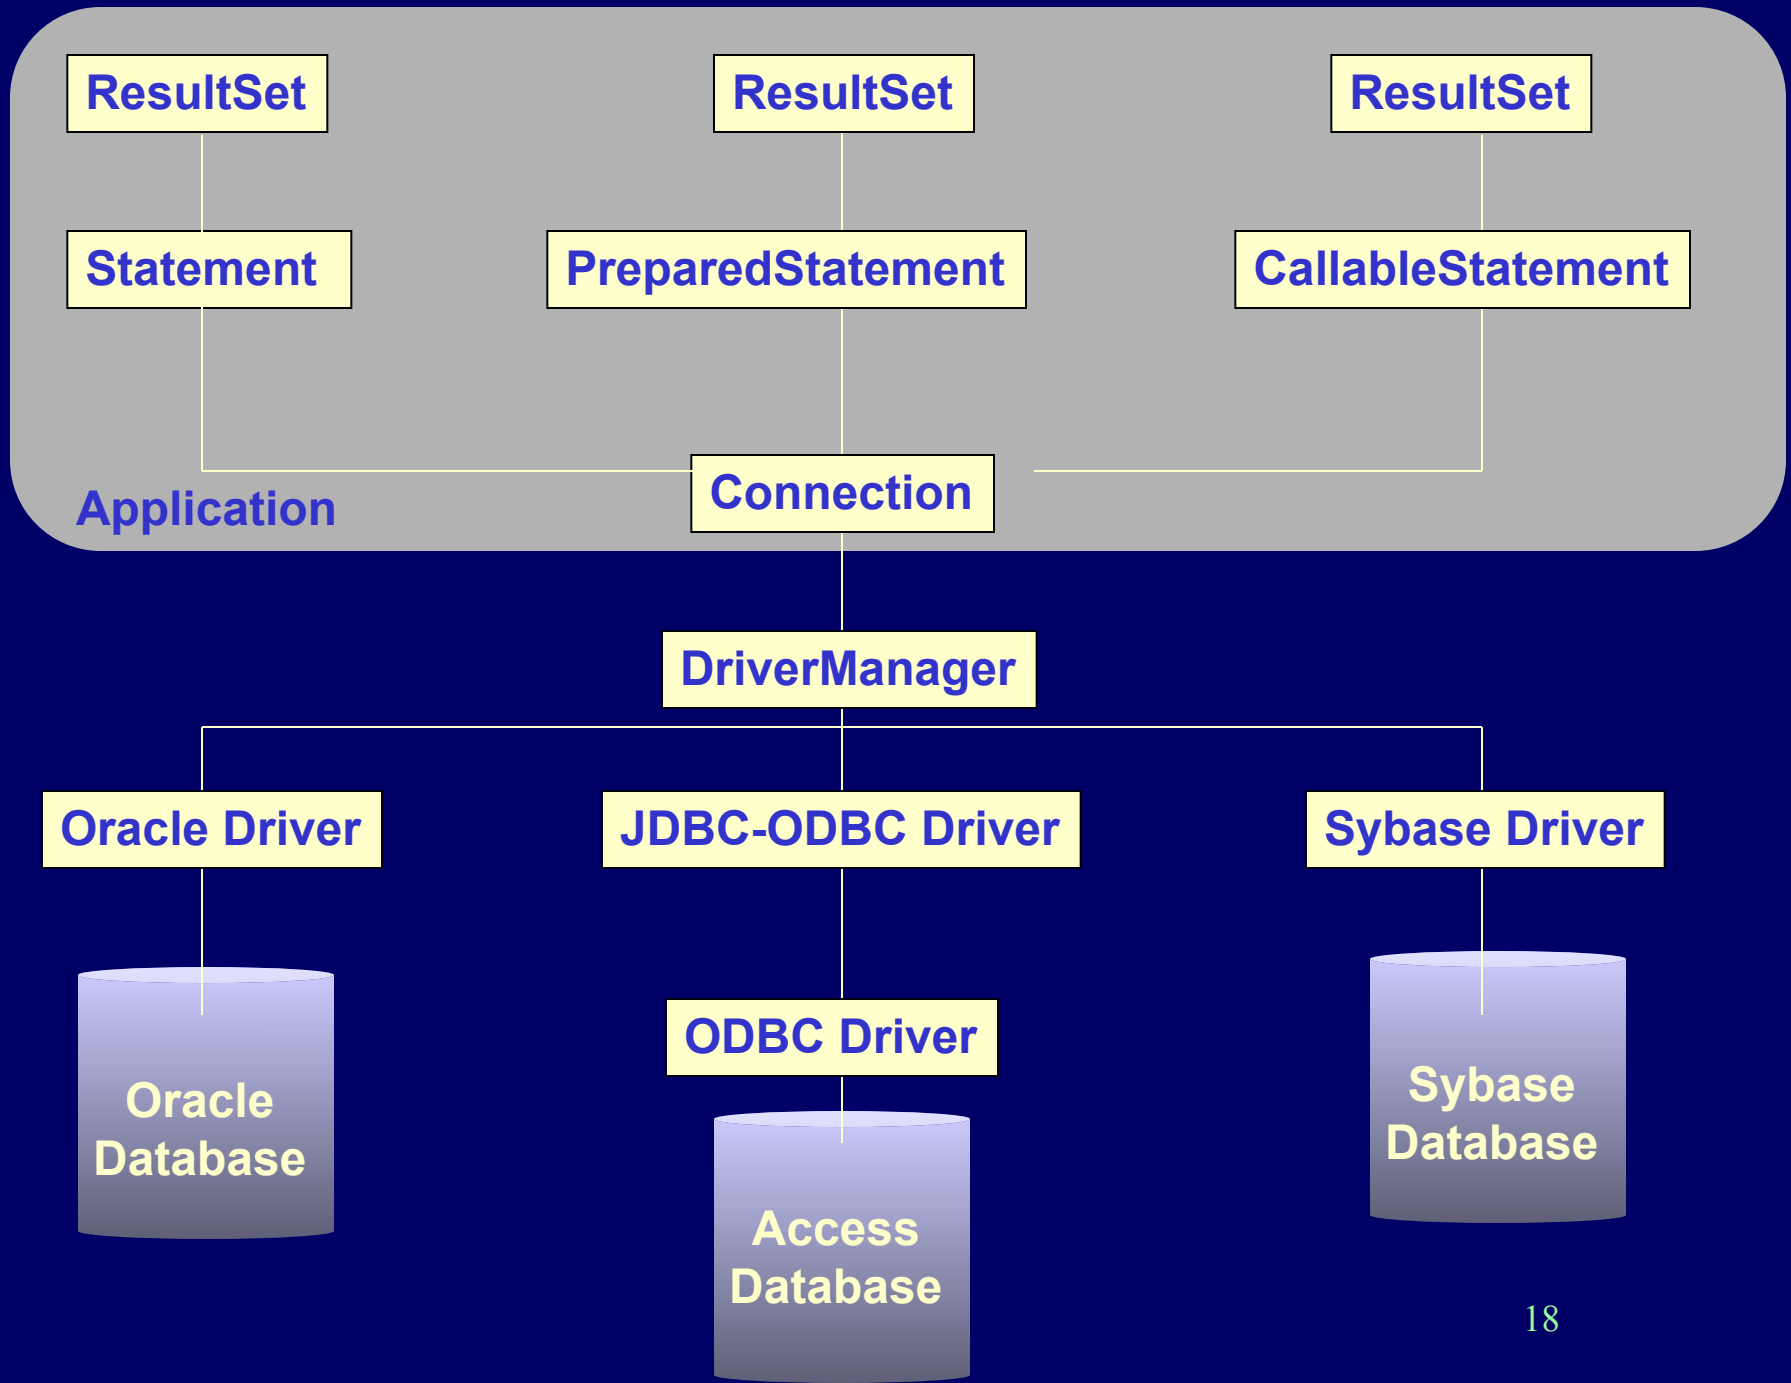 ResultSet
ResultSet
ResultSet
Statement
PreparedStatement
CallableStatement
Connection
Application
DriverManager
Oracle Driver
JDBC-ODBC Driver
Sybase Driver
ODBC Driver
Oracle
Database
Sybase
Database
Access
Database
18